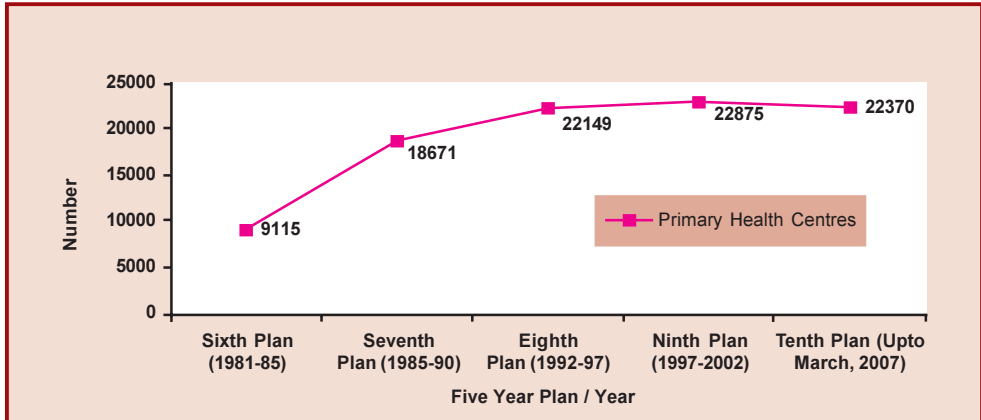 25000
20000
15000
10000
5000
0
Number
9115
18671
22149
22875
22370
Primary Health Centres
Sixth Plan
(1981-85)
Seventh
Plan (1985-90)
Eighth
Plan (1992-97)
Ninth Plan
(1997-2002)
Tenth Plan (Upto
March, 2007)
Five Year Plan / Year